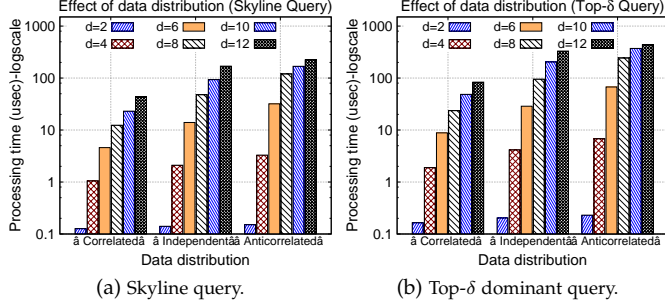 Effect of data distribution (Skyline Query)
d=2 d=6 d=10
d=4 d=8 d=12
Processing time (usec)-logscale
1000
100
10
1
0.1
â Correlatedâ â Independentâ â Anticorrelatedâ
Data distribution
(a) Skyline query.
Effect of data distribution (Top-δ Query)
d=2 d=6 d=10
d=4 d=8 d=12
Processing time (usec)-logscale
1000
100
10
1
0.1
â Correlatedâ â Independentâ â Anticorrelatedâ
Data distribution
(b) Top-δ dominant query.